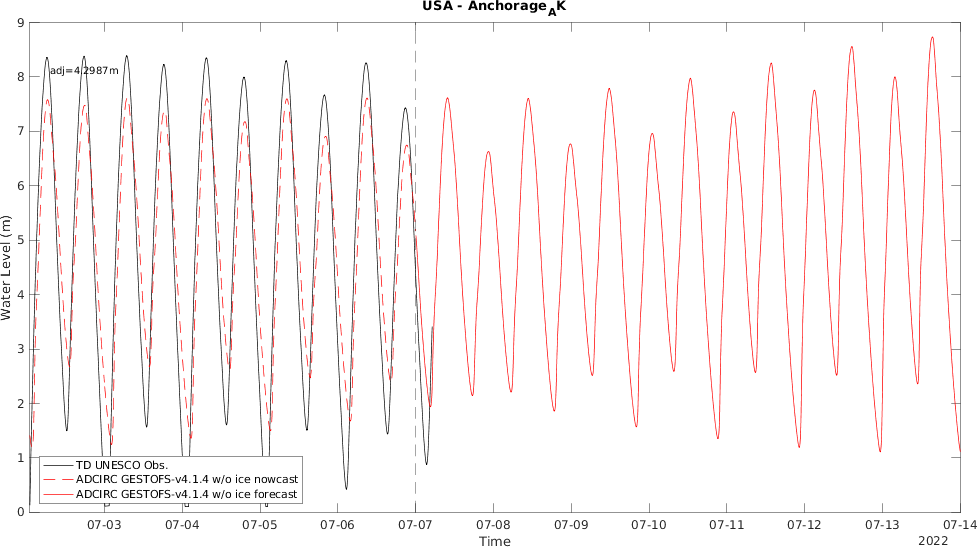 USA - Anchorage_AK
9
8
7
6
5
4
3
2
1
0
Water Level (m)
adj=4.2987m
TD UNESCO Obs.
ADCIRC GESTOFS-v4.1.4 w/o ice nowcast
ADCIRC GESTOFS-v4.1.4 w/o ice forecast
07-03 07-04 07-05 07-06 07-07 07-08 07-09 07-10 07-11 07-12 07-13 07-14
Time
2022